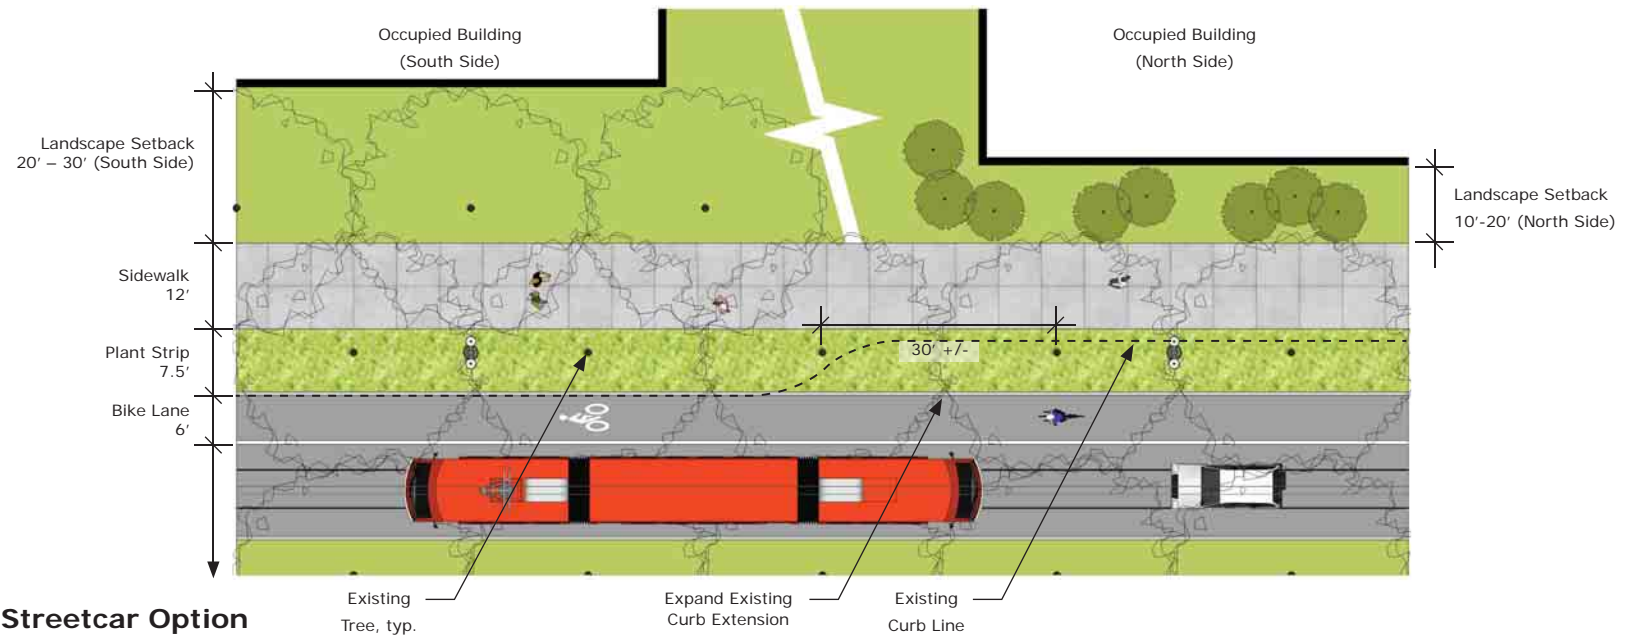 Occupied Building
(South Side)
Occupied Building
(North Side)
Landscape Setback
20’ – 30’ (South Side)
Landscape Setback
10’-20’ (North Side)
Sidewalk
12’
Plant Strip
7.5’
30’ +/-
Bike Lane
6’
Existing
Tree, typ.
Expand Existing
Curb Extension
Existing
Curb Line
Streetcar Option